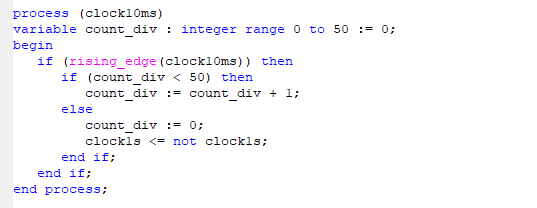 process (clock10ms)
variable count_div : integer range 0 to 50 := 0;
begin
   if (rising_edge(clock10ms)) then
      if (count_div < 50) then
         count_div := count_div + 1;
      else
         count_div := 0;
         clock1s <= not clock1s;
      end if;
   end if;
end process;